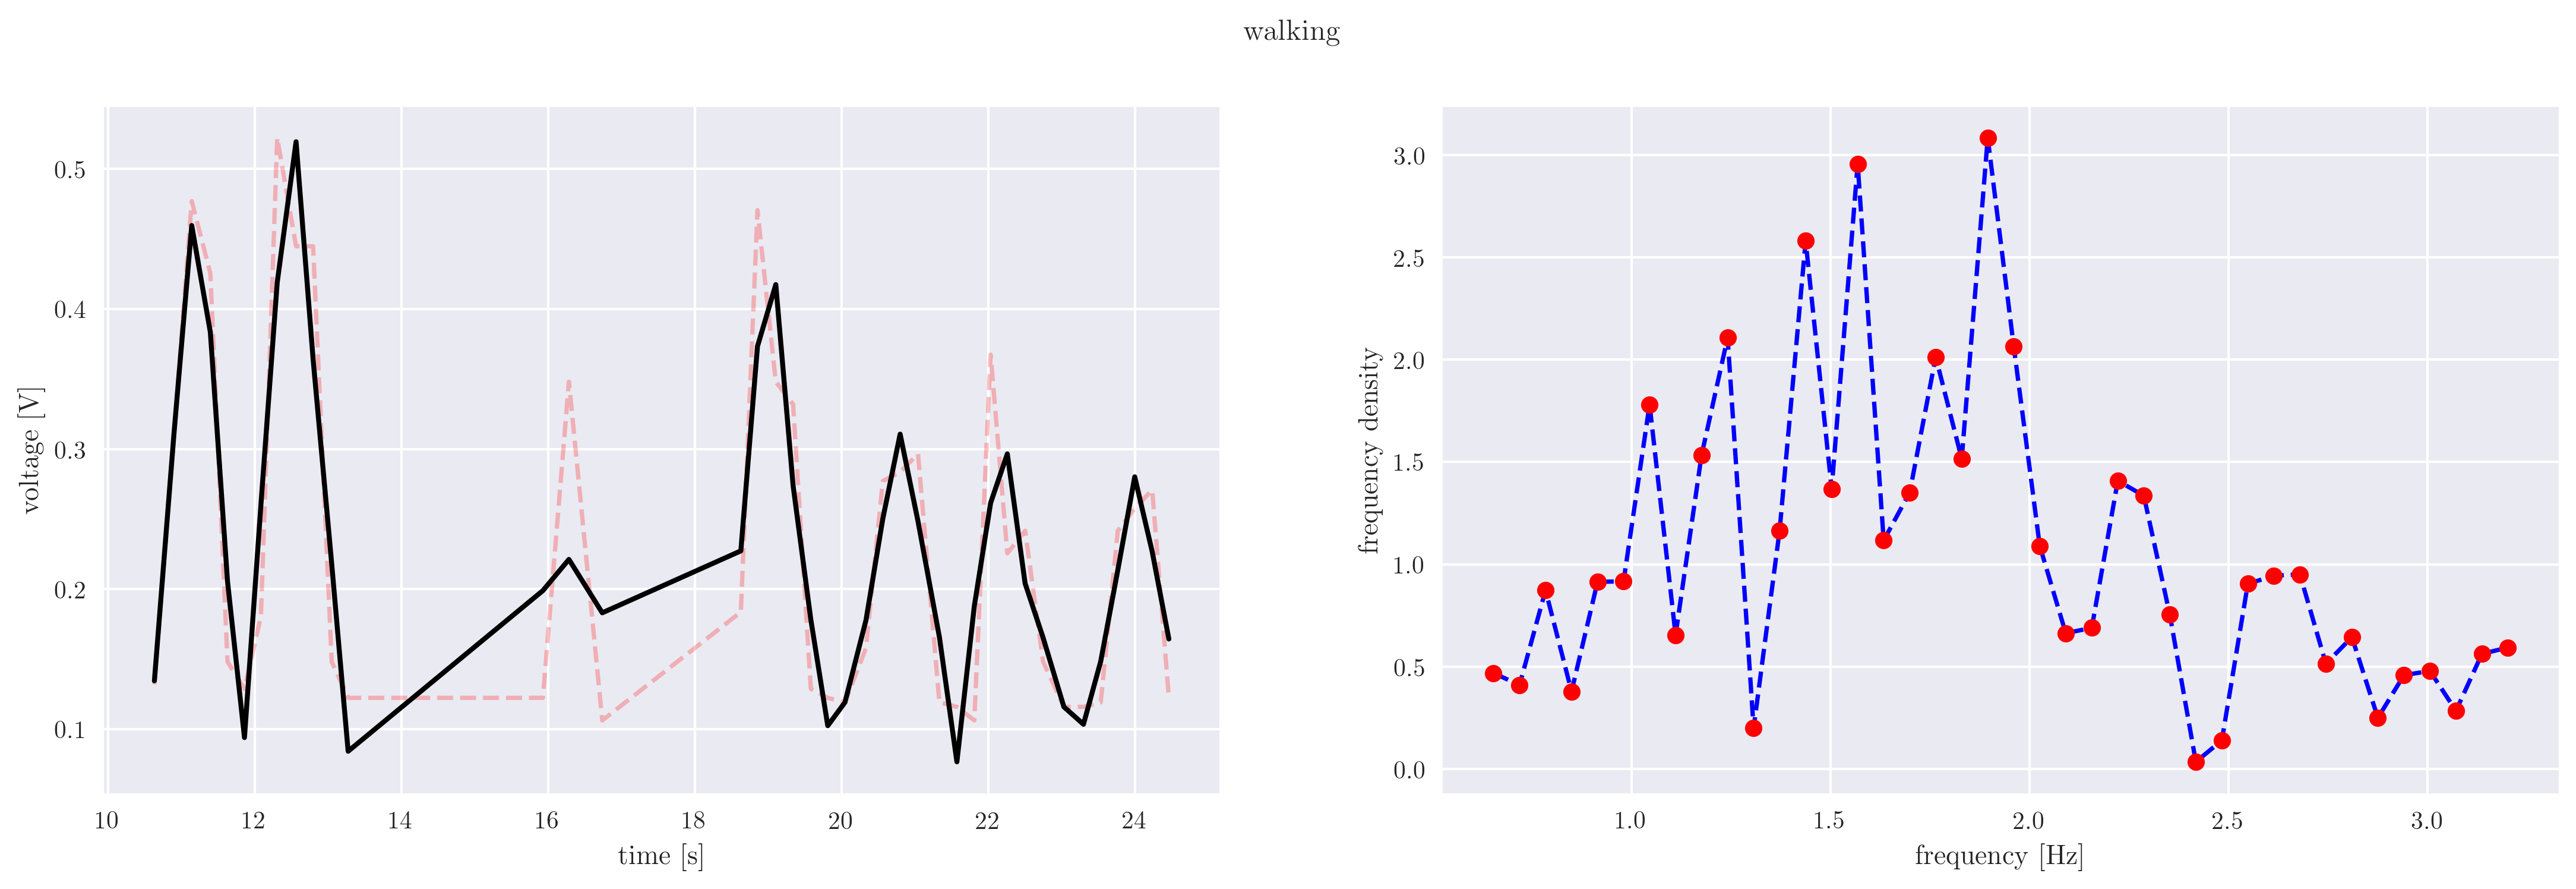 walking
voltage [V]
0.5
0.4
0.3
0.2
0.1
10 12 14 16 18 20 22 24
time [s]
frequency density
3.0
2.5
2.0
1.5
1.0
0.5
0.0
1.0 1.5 2.0 2.5 3.0
frequency [Hz]